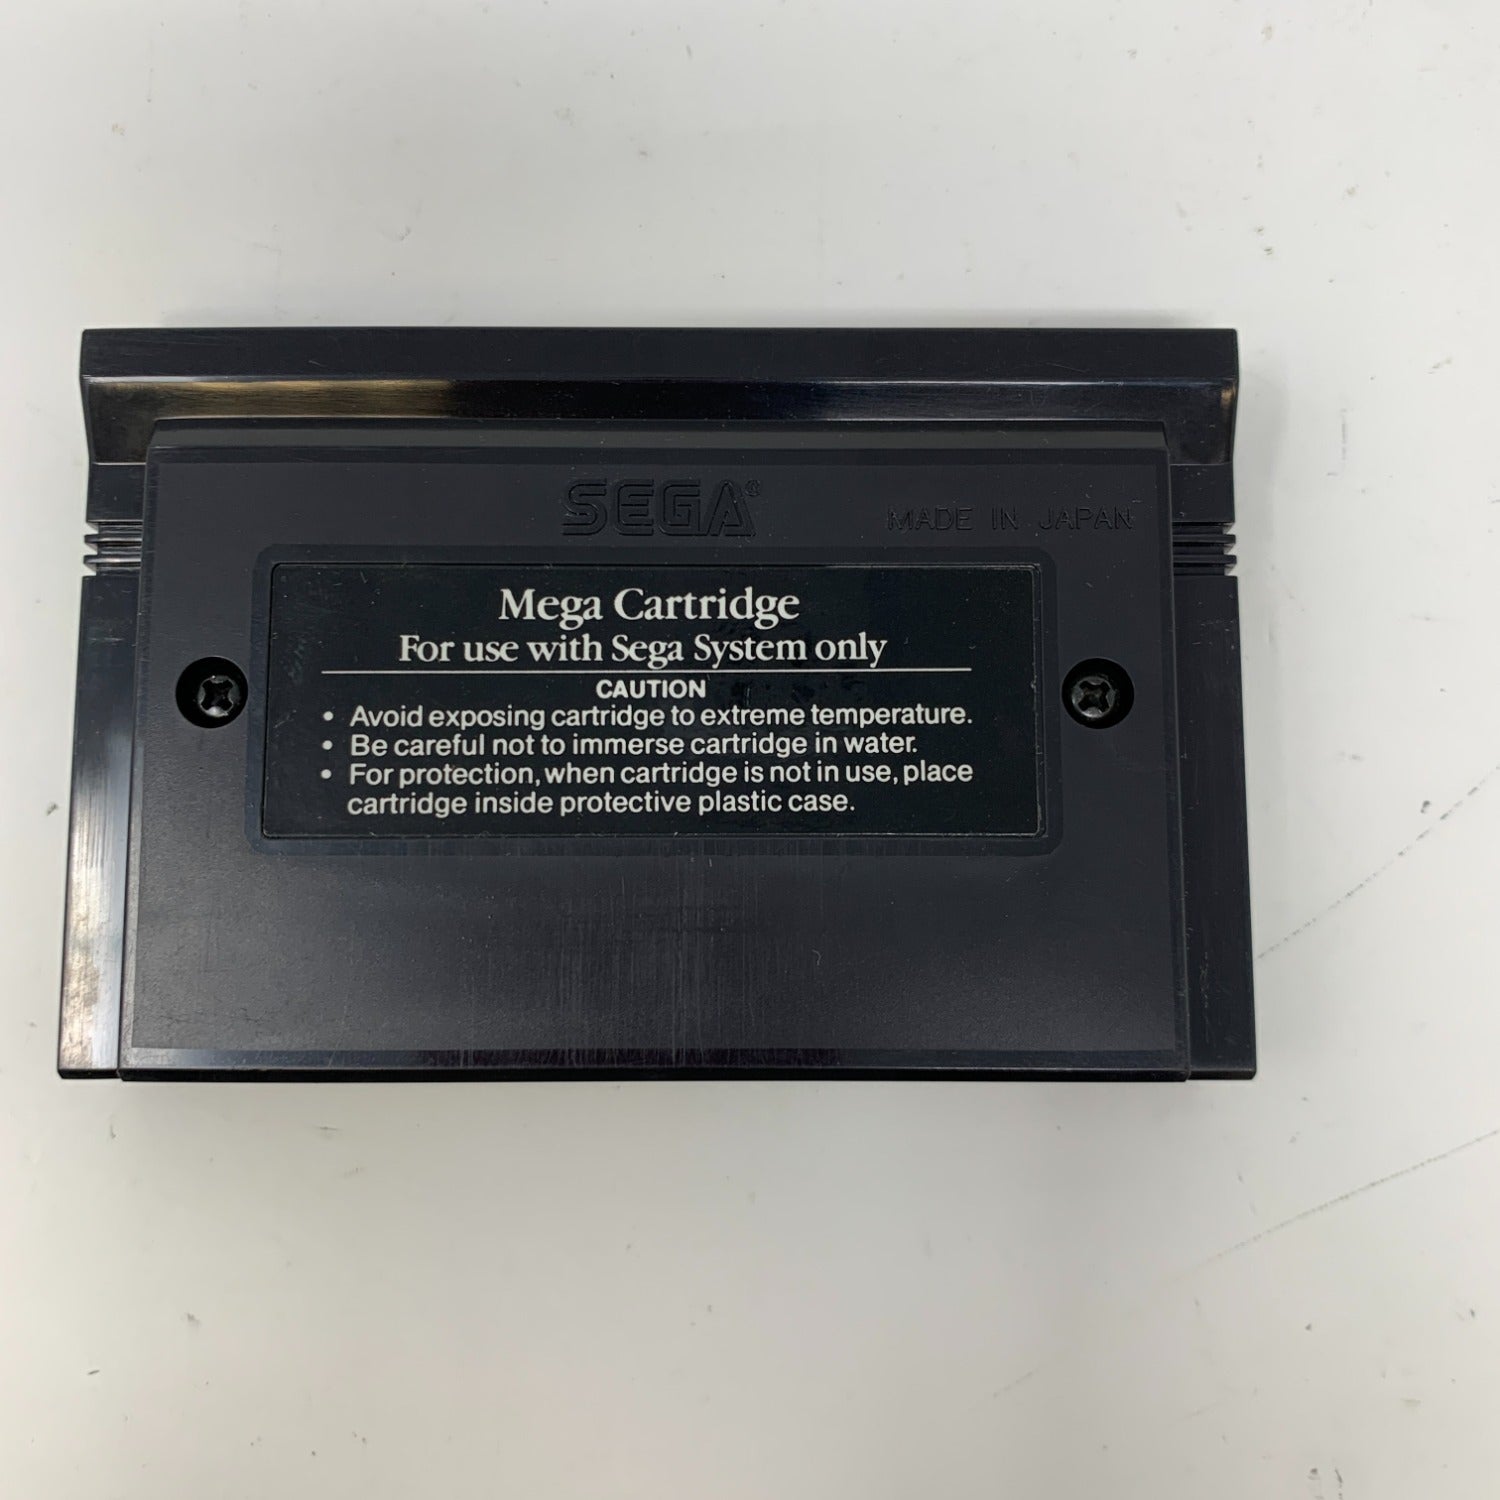 SEGA®
MADE IN JAPAN
Mega Cartridge
For use with Sega System only
CAUTION
• Avoid exposing cartridge to extreme temperature.
• Be careful not to immerse cartridge in water.
• For protection, when cartridge is not in use, place
cartridge inside protective plastic case.